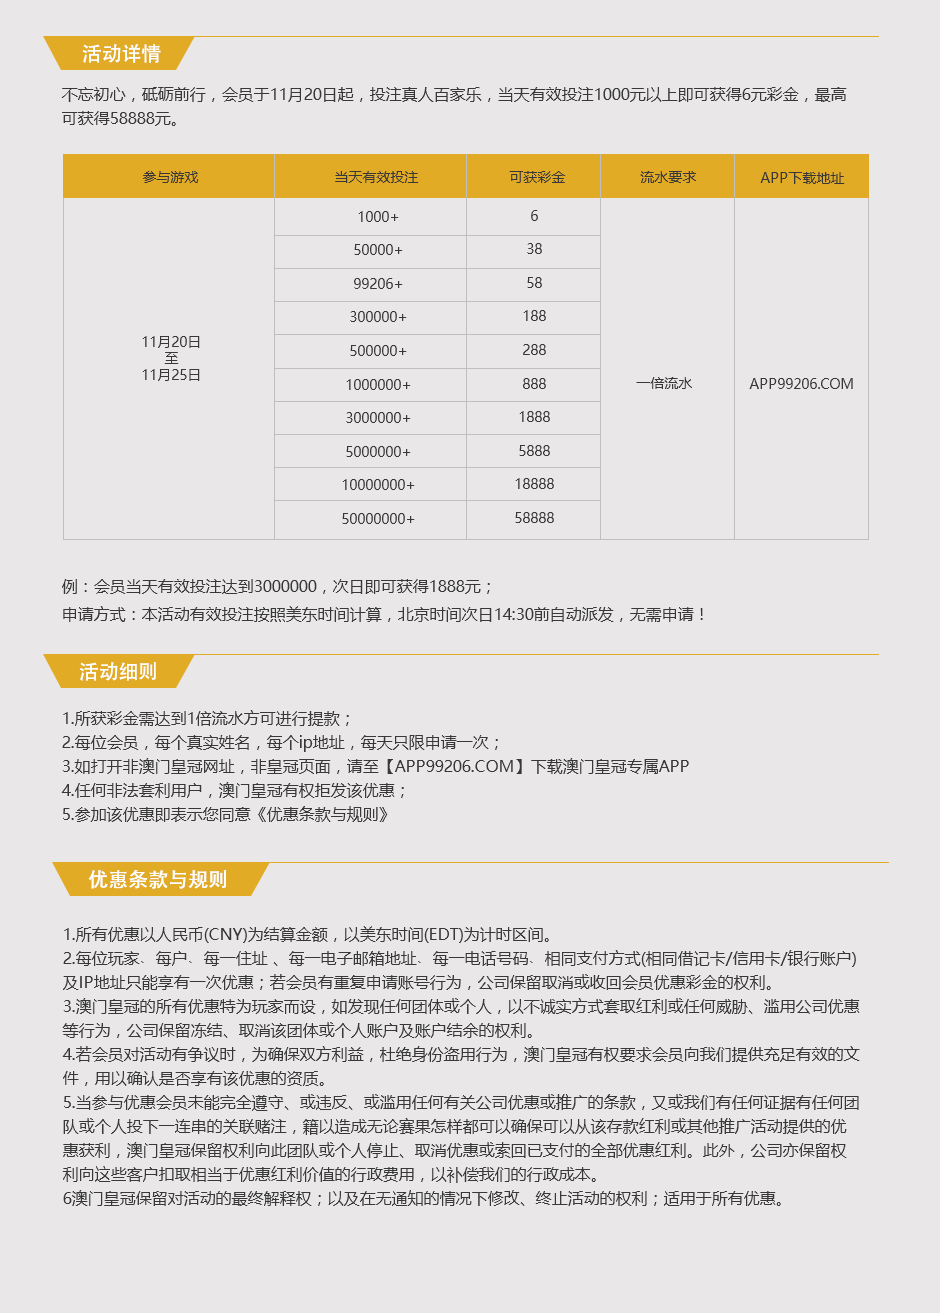 活动详情
不忘初心，砥砺前行，会员于11月20日起，投注真人百家乐，当天有效投注1000元以上即可获得6元彩金，最高
可获得58888元。
参与游戏 当天有效投注 可获彩金 流水要求 APP下载地址
1000+ 6
50000+ 38
99206+ 58
300000+ 188
11月20日
至
11月25日
500000+ 288
1000000+ 888
一倍流水 APP99206.COM
3000000+ 1888
5000000+ 5888
10000000+ 18888
50000000+ 58888
例：会员当天有效投注达到3000000，次日即可获得1888元；
申请方式：本活动有效投注按照美东时间计算，北京时间次日14:30前自动派发，无需申请！
活动细则
1.所获彩金需达到1倍流水方可进行提款；
2.每位会员，每个真实姓名，每个ip地址，每天只限申请一次；
3.如打开非澳门皇冠网址，非皇冠页面，请至【APP99206.COM】下载澳门皇冠专属APP
4.任何非法套利用户，澳门皇冠有权拒发该优惠；
5.参加该优惠即表示您同意《优惠条款与规则》
优惠条款与规则
1.所有优惠以人民币(CNY)为结算金额，以美东时间(EDT)为计时区间。
2.每位玩家、每户、每一住址 、每一电子邮箱地址、每一电话号码、相同支付方式(相同借记卡/信用卡/银行账户)
及IP地址只能享有一次优惠；若会员有重复申请账号行为，公司保留取消或收回会员优惠彩金的权利。
3.澳门皇冠的所有优惠特为玩家而设，如发现任何团体或个人，以不诚实方式套取红利或任何威胁、滥用公司优惠
等行为，公司保留冻结、取消该团体或个人账户及账户结余的权利。
4.若会员对活动有争议时，为确保双方利益，杜绝身份盗用行为，澳门皇冠有权要求会员向我们提供充足有效的文
件，用以确认是否享有该优惠的资质。
5.当参与优惠会员未能完全遵守、或违反、或滥用任何有关公司优惠或推广的条款，又或我们有任何证据有任何团
队或个人投下一连串的关联赌注，籍以造成无论赛果怎样都可以确保可以从该存款红利或其他推广活动提供的优
惠获利，澳门皇冠保留权利向此团队或个人停止、取消优惠或索回已支付的全部优惠红利。此外，公司亦保留权
利向这些客户扣取相当于优惠红利价值的行政费用，以补偿我们的行政成本。
6澳门皇冠保留对活动的最终解释权；以及在无通知的情况下修改、终止活动的权利；适用于所有优惠。